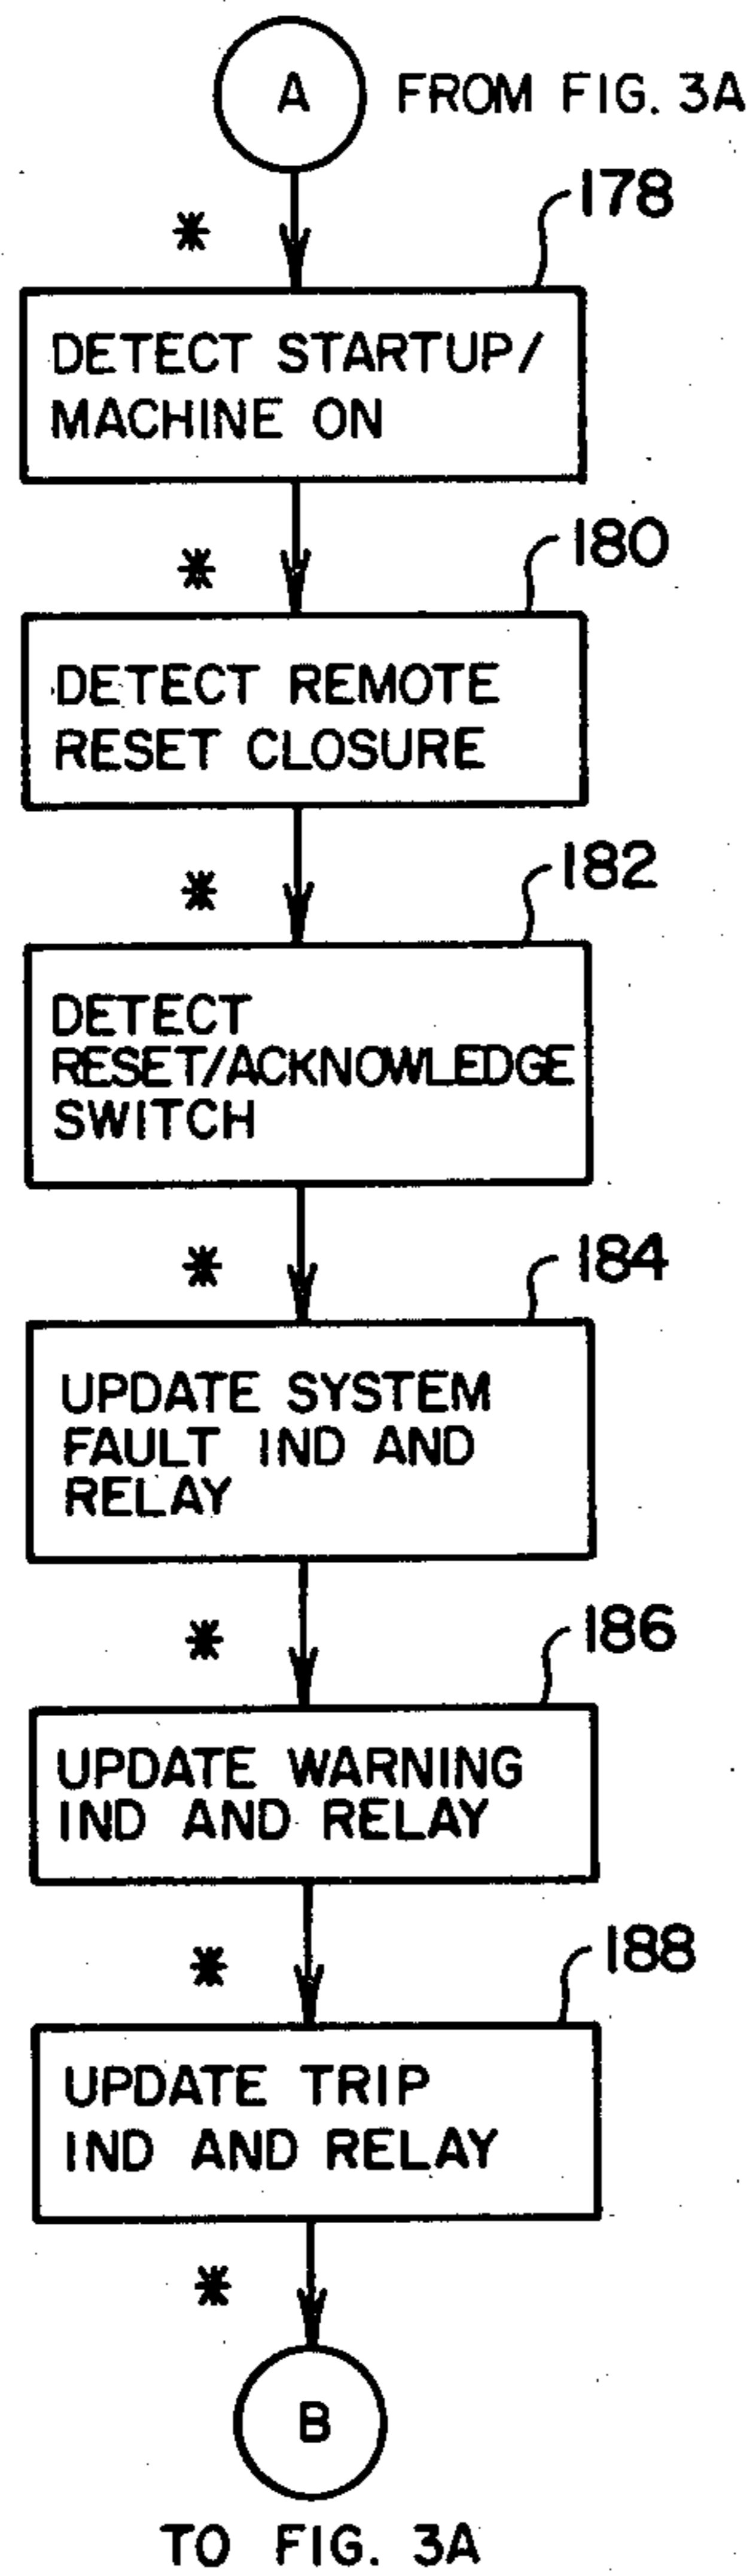 A FROM FIG. 3A
* 178
DETECT STARTUP/
MACHINE ON
* 180
DETECT REMOTE
RESET CLOSURE
* 182
DETECT
RESET/ACKNOWLEDGE
SWITCH
* 184
UPDATE SYSTEM
FAULT IND AND
RELAY
* 186
UPDATE WARNING
IND AND RELAY
* 188
UPDATE TRIP
IND AND RELAY
*
B
TO FIG. 3A